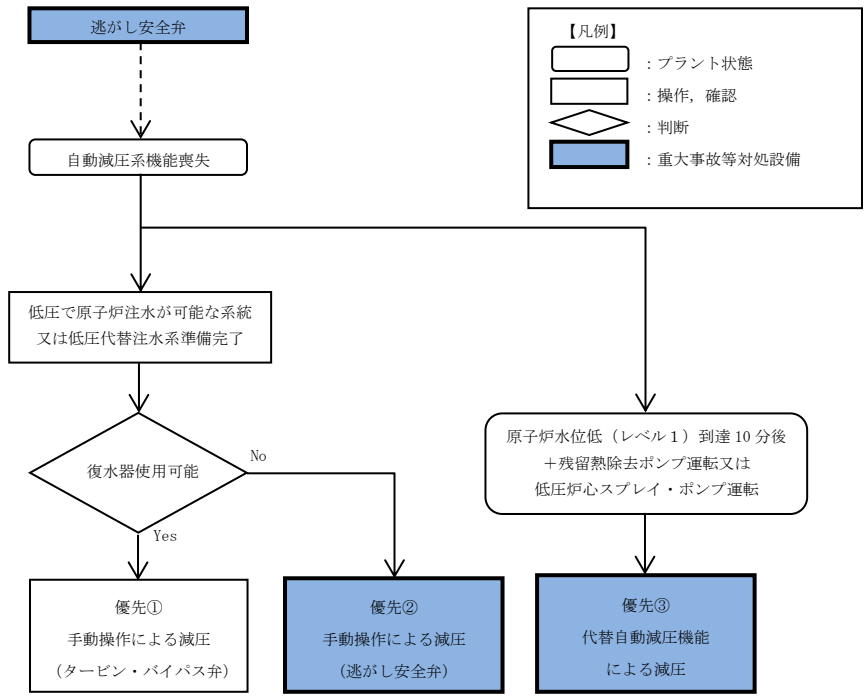 逃がし安全弁
【凡例】
：プラント状態
：操作，確認
：判断
：重大事故等対処設備
自動減圧系機能喪失
低圧で原子炉注水が可能な系統
又は低圧代替注水系準備完了
復水器使用可能
No
Yes
原子炉水位低（レベル１）到達 10 分後
＋残留熱除去ポンプ運転又は
低圧炉心スプレイ・ポンプ運転
優先①
手動操作による減圧
（タービン・バイパス弁）
優先②
手動操作による減圧
（逃がし安全弁）
優先③
代替自動減圧機能
による減圧